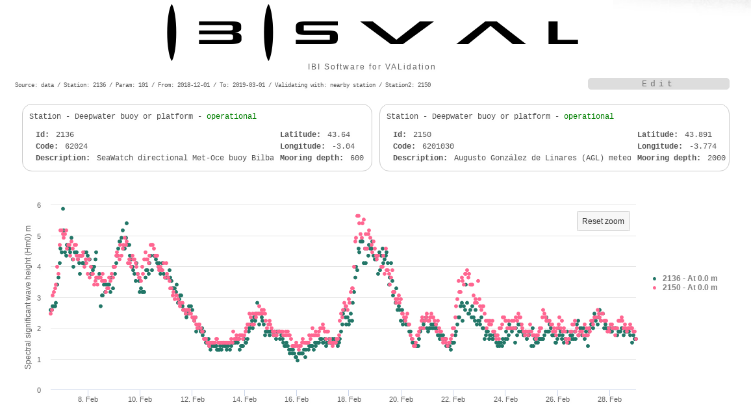 IBISVAL
IBI Software for VALidation
Source: data / Station: 2136 / Param: 101 / From: 2018-12-01 / To: 2019-03-01 / Validating with: nearby station / Station2: 2150
Edit
Station - Deepwater buoy or platform - operational
Id: 2136 Latitude: 43.64
Code: 62024 Longitude: -3.04
Description: SeaWatch directional Met-Oce buoy Bilba Mooring depth: 600
Station - Deepwater buoy or platform - operational
Id: 2150 Latitude: 43.891
Code: 6201030 Longitude: -3.774
Description: Augusto González de Linares (AGL) meteo Mooring depth: 2000
Spectral significant wave height (Hm0) m
6
5
4
3
2
1
0
Reset zoom
2136 - At 0.0 m
2150 - At 0.0 m
8. Feb 10. Feb 12. Feb 14. Feb 16. Feb 18. Feb 20. Feb 22. Feb 24. Feb 26. Feb 28. Feb